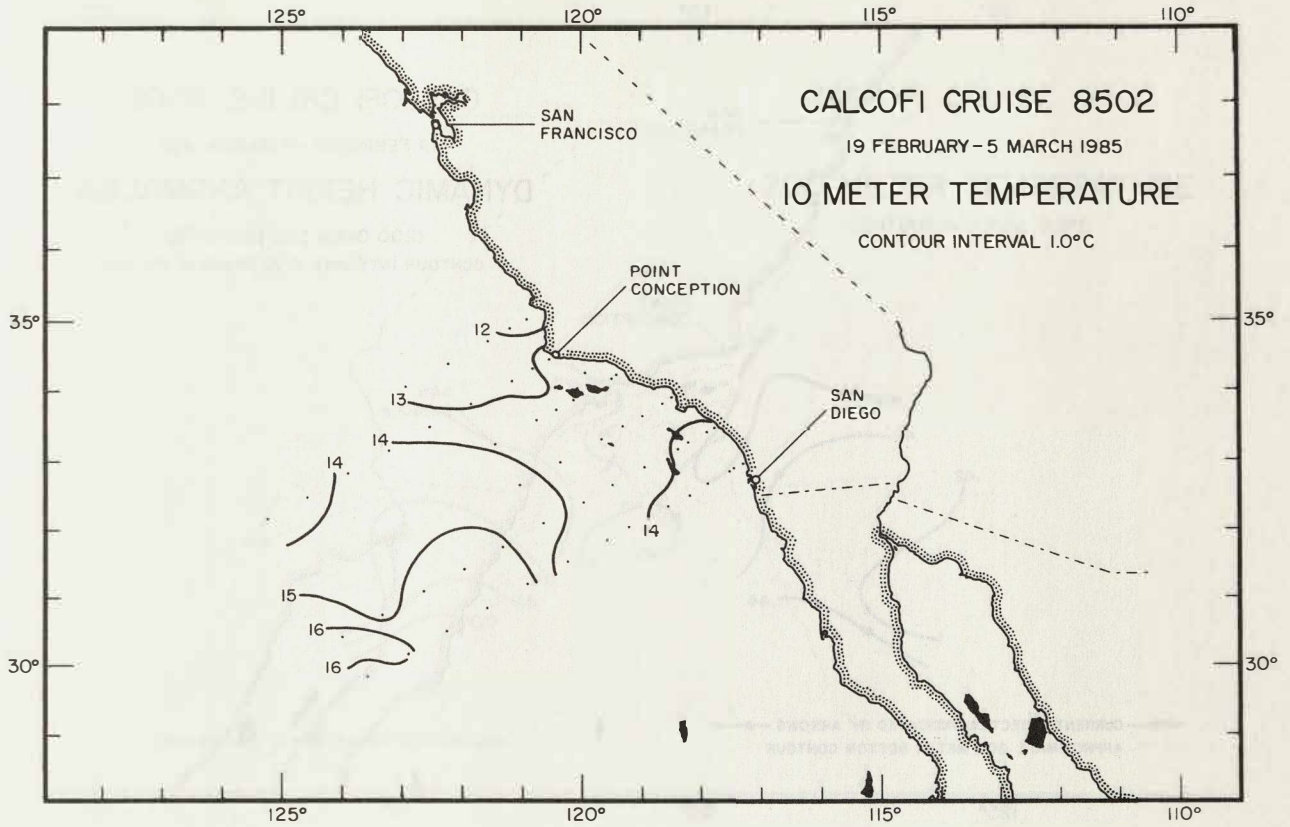 125°
120°
115°
110°
CALCOFI CRUISE 8502
19 FEBRUARY – 5 MARCH 1985
10 METER TEMPERATURE
CONTOUR INTERVAL 1.0°C
SAN
FRANCISCO
POINT
CONCEPTION
35°
35°
12
13
SAN
DIEGO
14
14
14
15
16
16
30°
30°
125°
120°
115°
110°